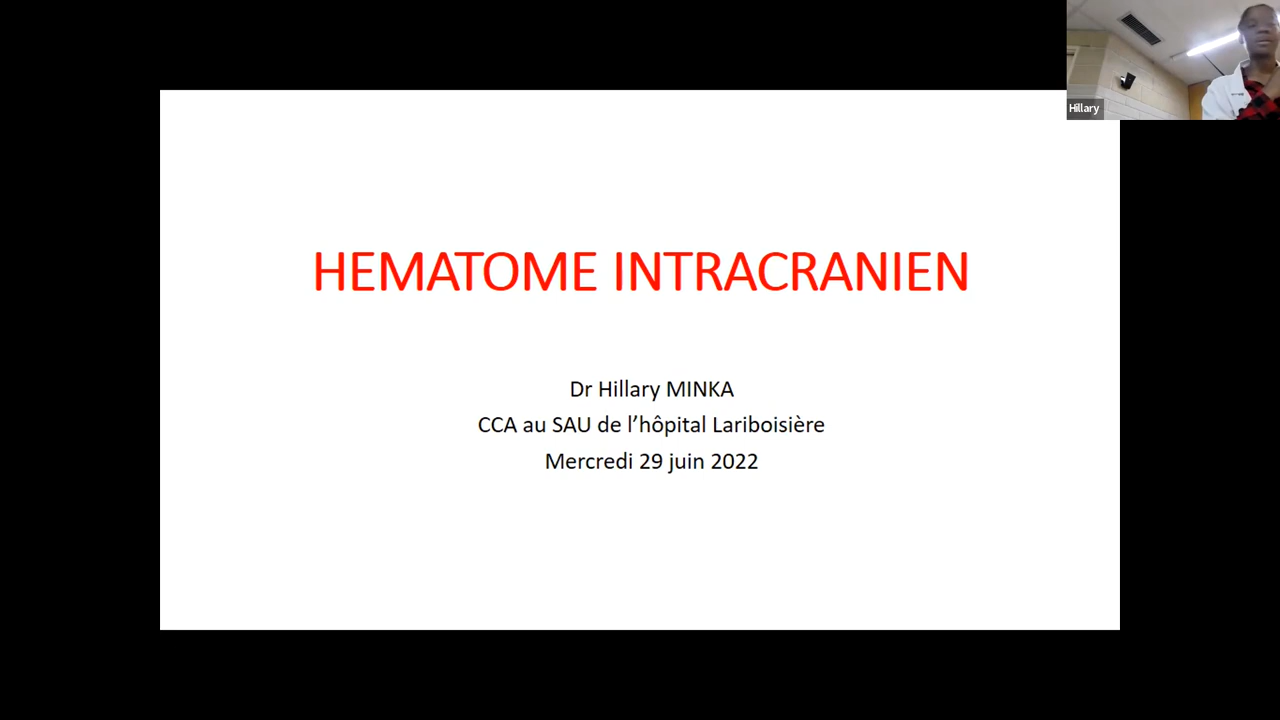 HEMATOME INTRACRANIEN
Dr Hillary MINKA
CCA au SAU de l’hôpital Lariboisière
Mercredi 29 juin 2022
Hillary